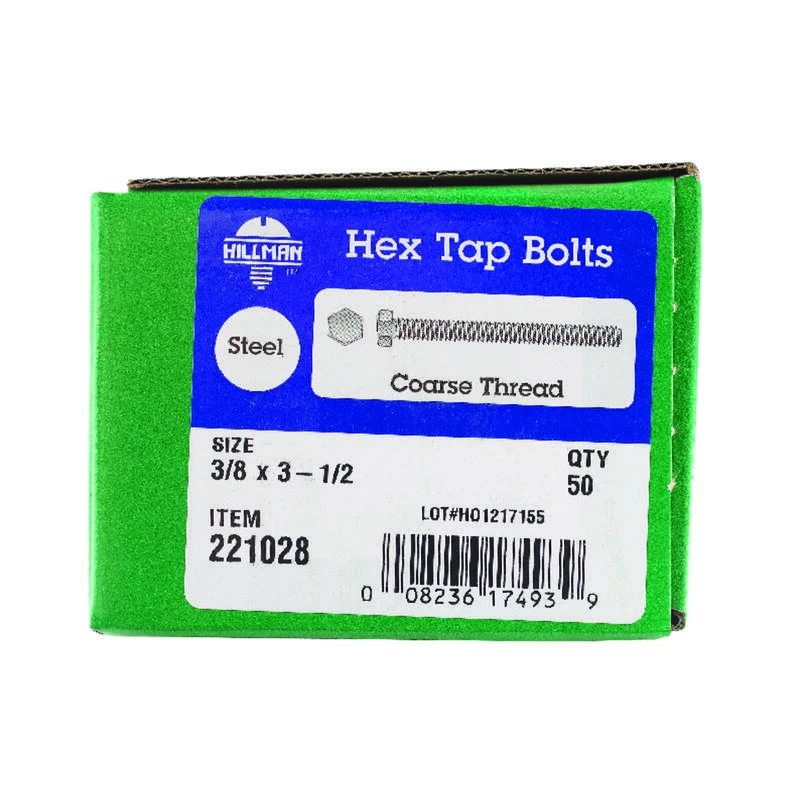 HILLMAN
Hex Tap Bolts
Steel
Coarse Thread
SIZE
3/8 x 3-1/2
QTY
50
ITEM
221028
LOT#H01217155
0 08236 17493 9